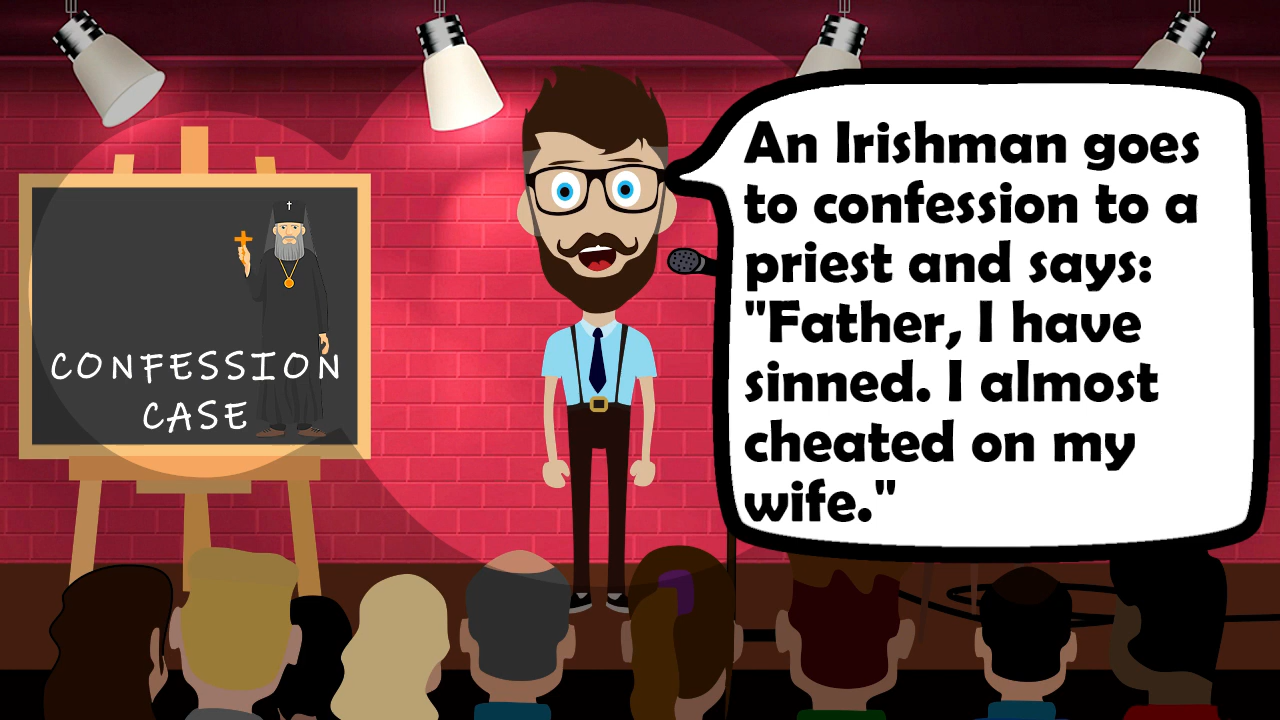 CONFESSION
CASE
An Irishman goes
to confession to a
priest and says:
"Father, I have
sinned. I almost
cheated on my
wife."